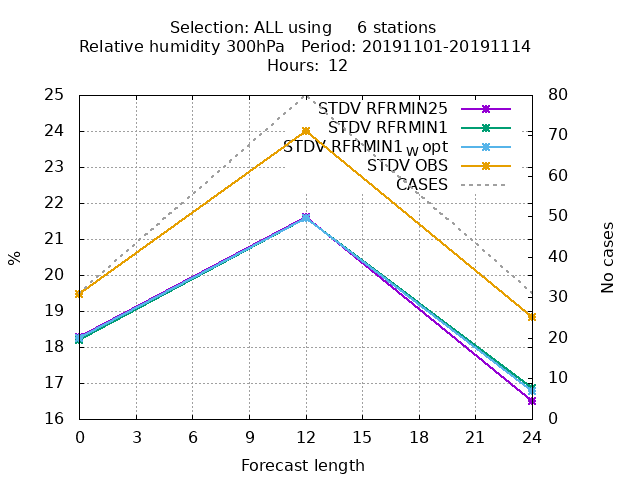 Selection: ALL using     6 stations
Relative humidity 300hPa   Period: 20191101-20191114
Hours: 12
25
24
23
22
21
20
19
18
17
16
%
80
70
60
50
40
30
20
10
0
No cases
STDV RFRMIN25
STDV RFRMIN1
STDV RFRMIN1 w opt
STDV OBS
CASES
0 3 6 9 12 15 18 21 24
Forecast length